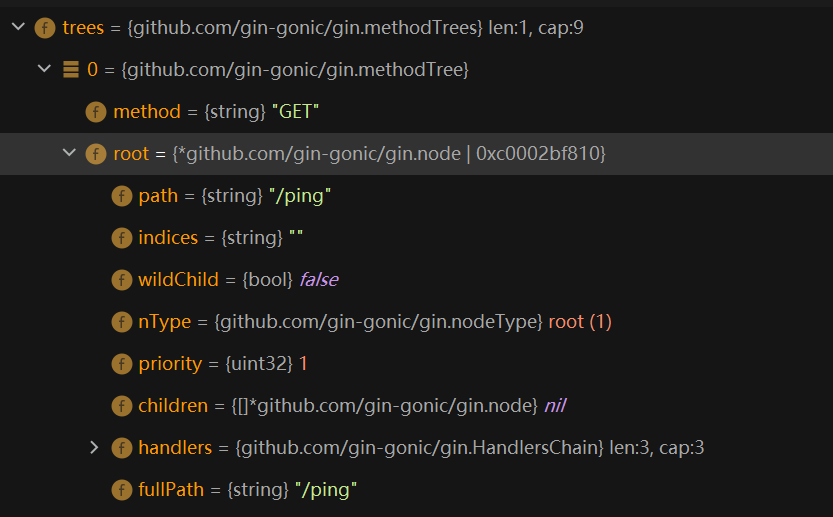 trees = {github.com/gin-gonic/gin.methodTrees} len:1, cap:9
0 = {github.com/gin-gonic/gin.methodTree}
method = {string} "GET"
root = {*github.com/gin-gonic/gin.node | 0xc0002bf810}
path = {string} "/ping"
indices = {string} ""
wildChild = {bool} false
nType = {github.com/gin-gonic/gin.nodeType} root (1)
priority = {uint32} 1
children = {[]*github.com/gin-gonic/gin.node} nil
handlers = {github.com/gin-gonic/gin.HandlersChain} len:3, cap:3
fullPath = {string} "/ping"